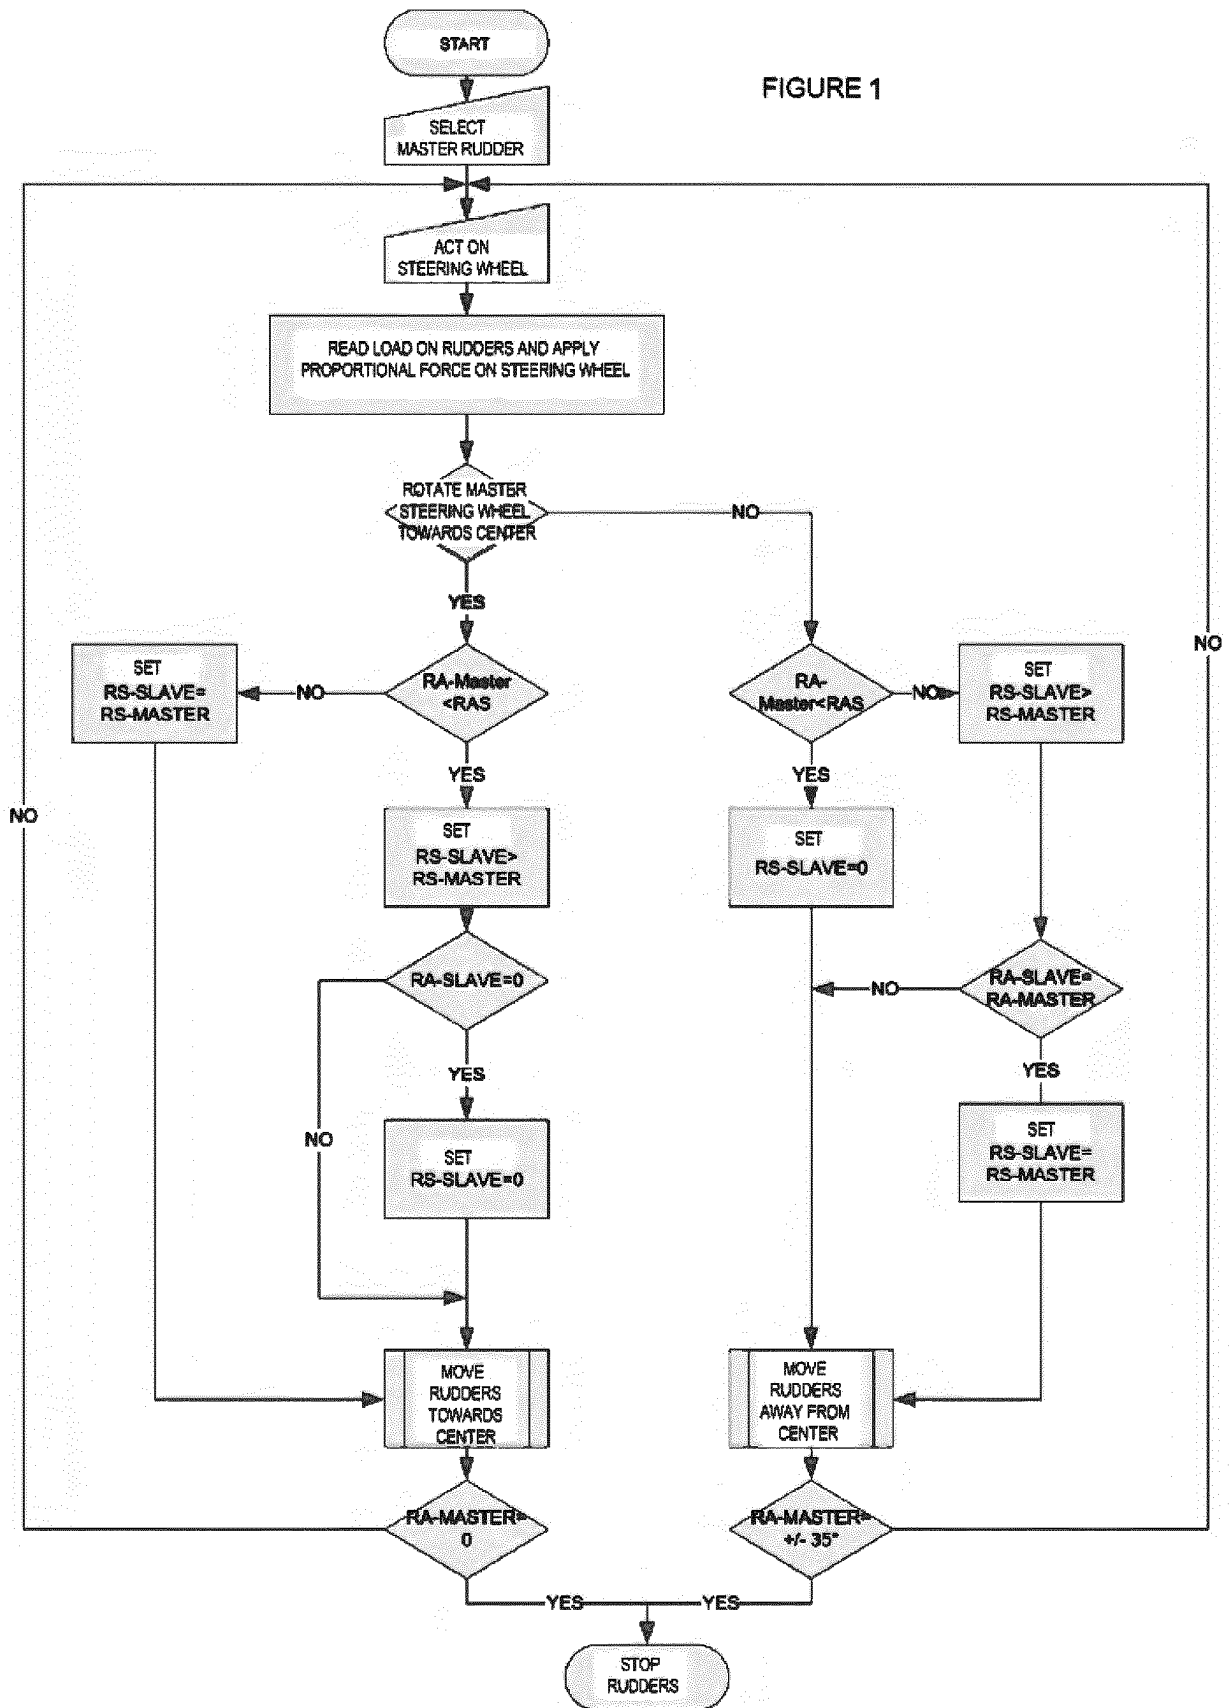 START
FIGURE 1
SELECT
MASTER RUDDER
ACT ON
STEERING WHEEL
READ LOAD ON RUDDERS AND APPLY
PROPORTIONAL FORCE ON STEERING WHEEL
ROTATE MASTER
STEERING WHEEL
TOWARDS CENTER
NO
YES
NO
SET
RS-SLAVE=
RS-MASTER
NO
RA-Master
<RAS
RA-
Master<RAS
NO
SET
RS-SLAVE>
RS-MASTER
YES
YES
NO
SET
RS-SLAVE>
RS-MASTER
SET
RS-SLAVE=0
RA-SLAVE=0
NO
RA-SLAVE=
RA-MASTER
YES
YES
NO
SET
RS-SLAVE=0
SET
RS-SLAVE=
RS-MASTER
MOVE
RUDDERS
TOWARDS
CENTER
MOVE
RUDDERS
AWAY FROM
CENTER
RA-MASTER=
0
RA-MASTER=
+/- 35°
YES
YES
STOP
RUDDERS